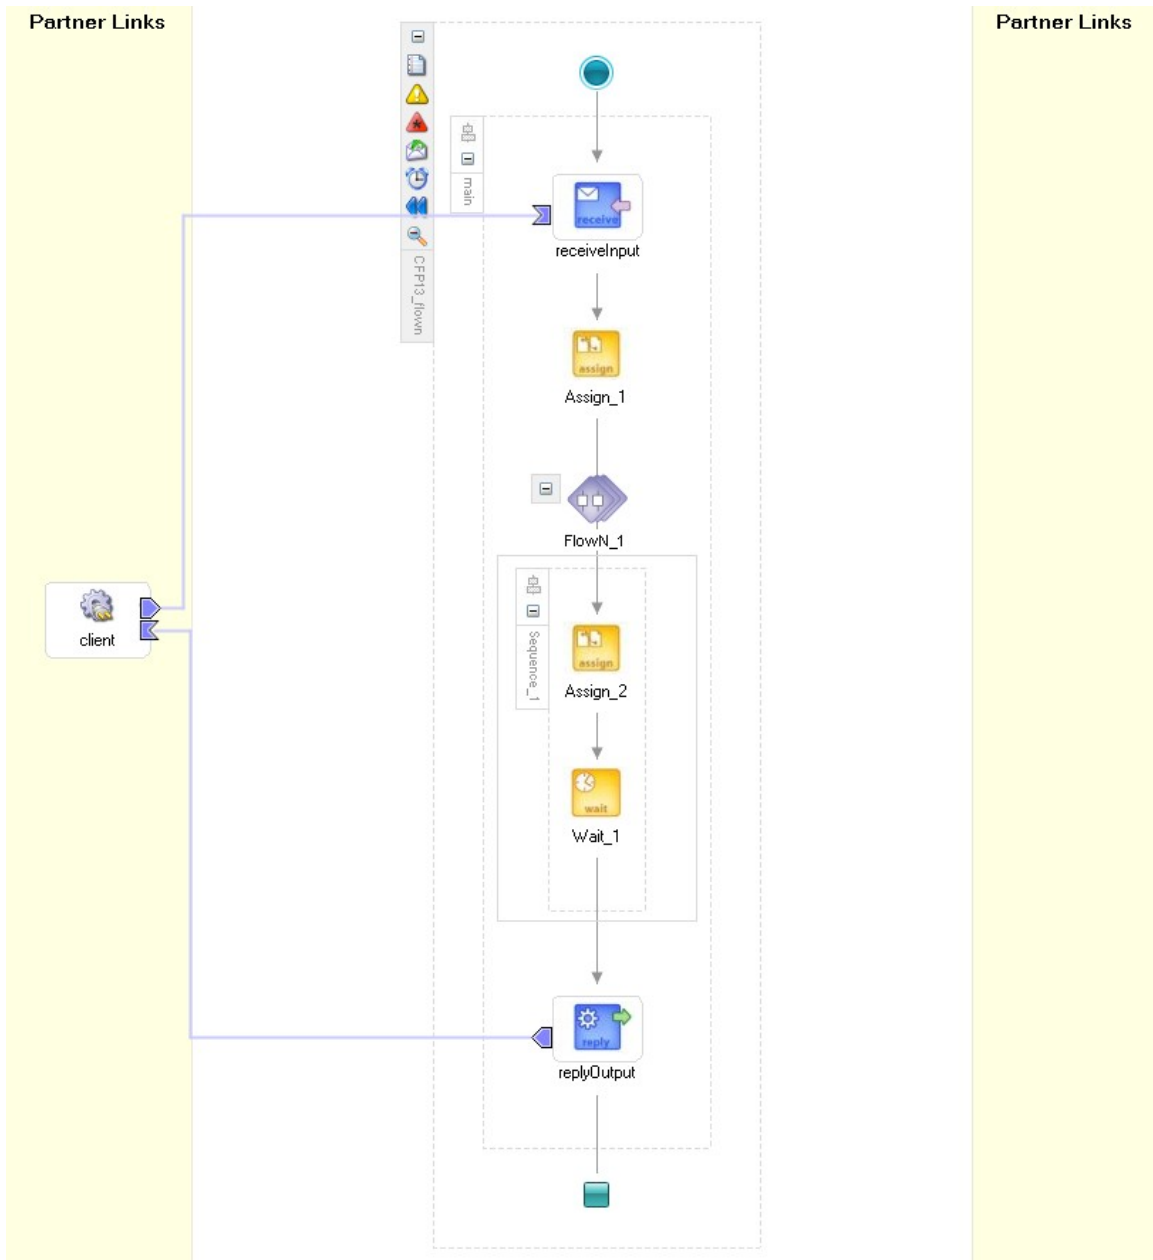 Partner Links
Partner Links
main
receive
receiveInput
CFP13_flown
assign
Assign_1
FlowN_1
Sequence_1
assign
Assign_2
client
wait
Wait_1
reply
replyOutput